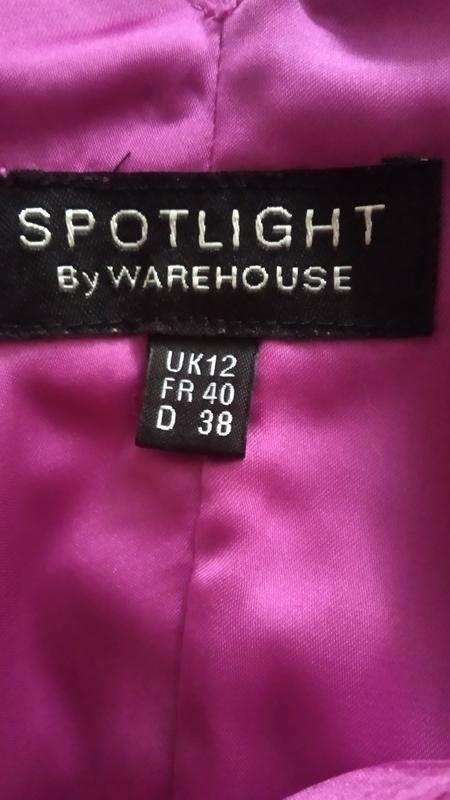 SPOTLIGHT
By WAREHOUSE
UK12
FR 40
D 38